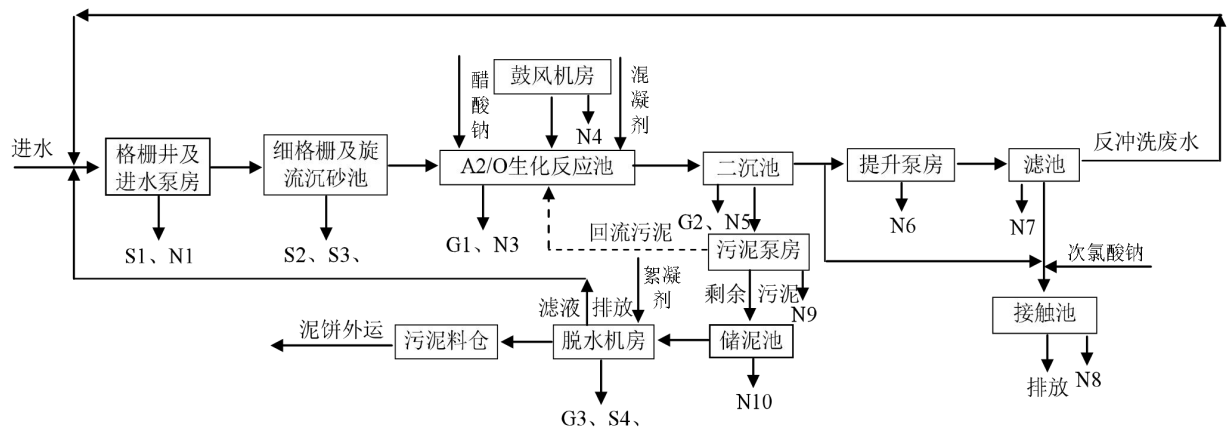 进水
格栅井及
进水泵房
S1、N1
细格栅及旋
流沉砂池
S2、S3、
醋
酸
钠
鼓风机房
N4
混
凝
剂
A2/O生化反应池
G1、N3
二沉池
G2、N5
提升泵房
N6
滤池
N7
反冲洗废水
回流污泥
污泥泵房
N9
次氯酸钠
接触池
排放
N8
剩余 污泥
储泥池
N10
絮凝
剂
滤液 排放
脱水机房
G3、S4、
污泥料仓
泥饼外运